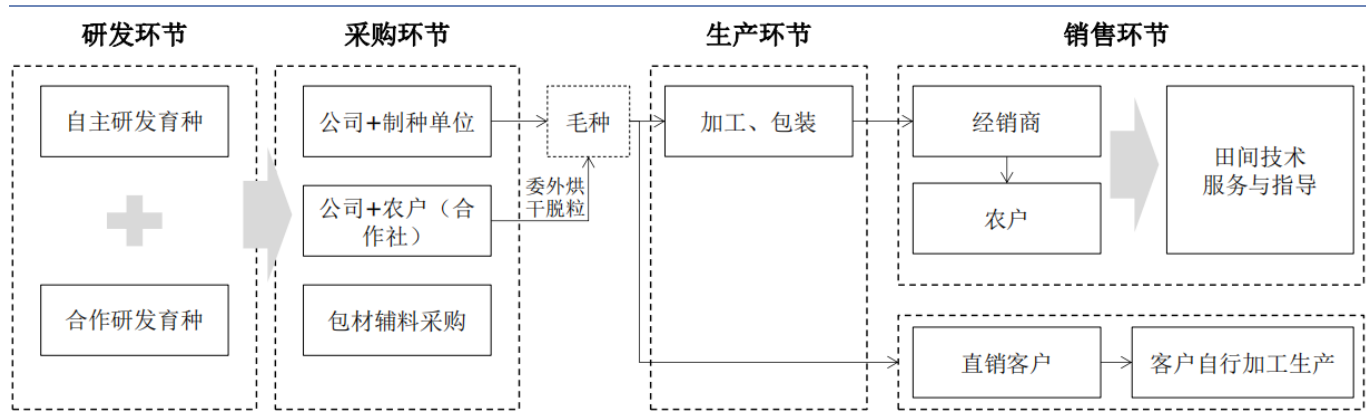 研发环节
采购环节
生产环节
销售环节
自主研发育种
合作研发育种
公司+制种单位
公司+农户（合
作社）
包材辅料采购
毛种
委外烘
干脱粒
加工、包装
经销商
农户
田间技术
服务与指导
直销客户
客户自行加工生产